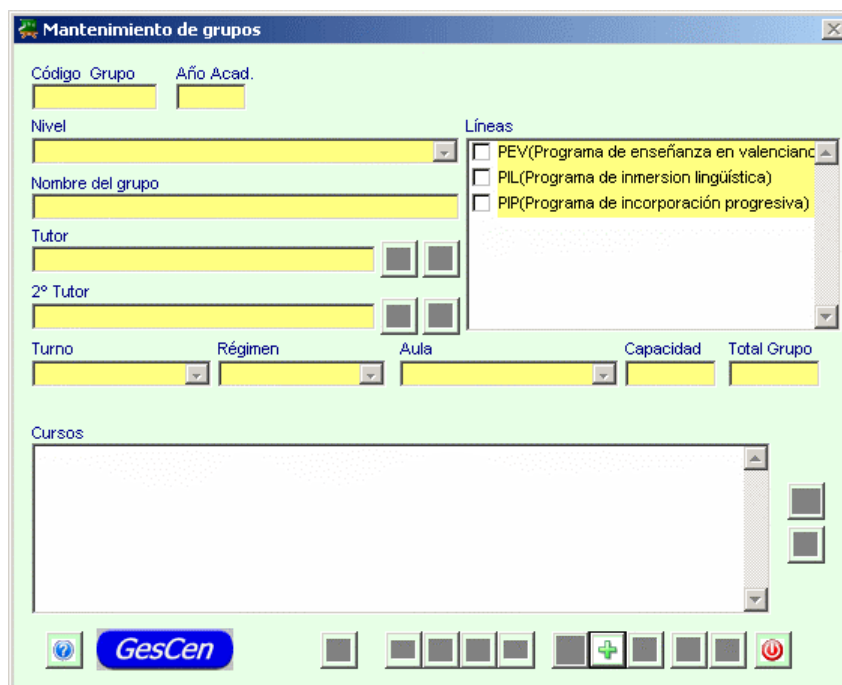 Mantenimiento de grupos
Código Grupo Año Acad.
Nivel
Líneas
PEV(Programa de enseñanza en valenciano
PIL(Programa de inmersion lingüística)
PIP(Programa de incorporación progresiva)
Nombre del grupo
Tutor
2º Tutor
Turno Régimen Aula Capacidad Total Grupo
Cursos
GesCen